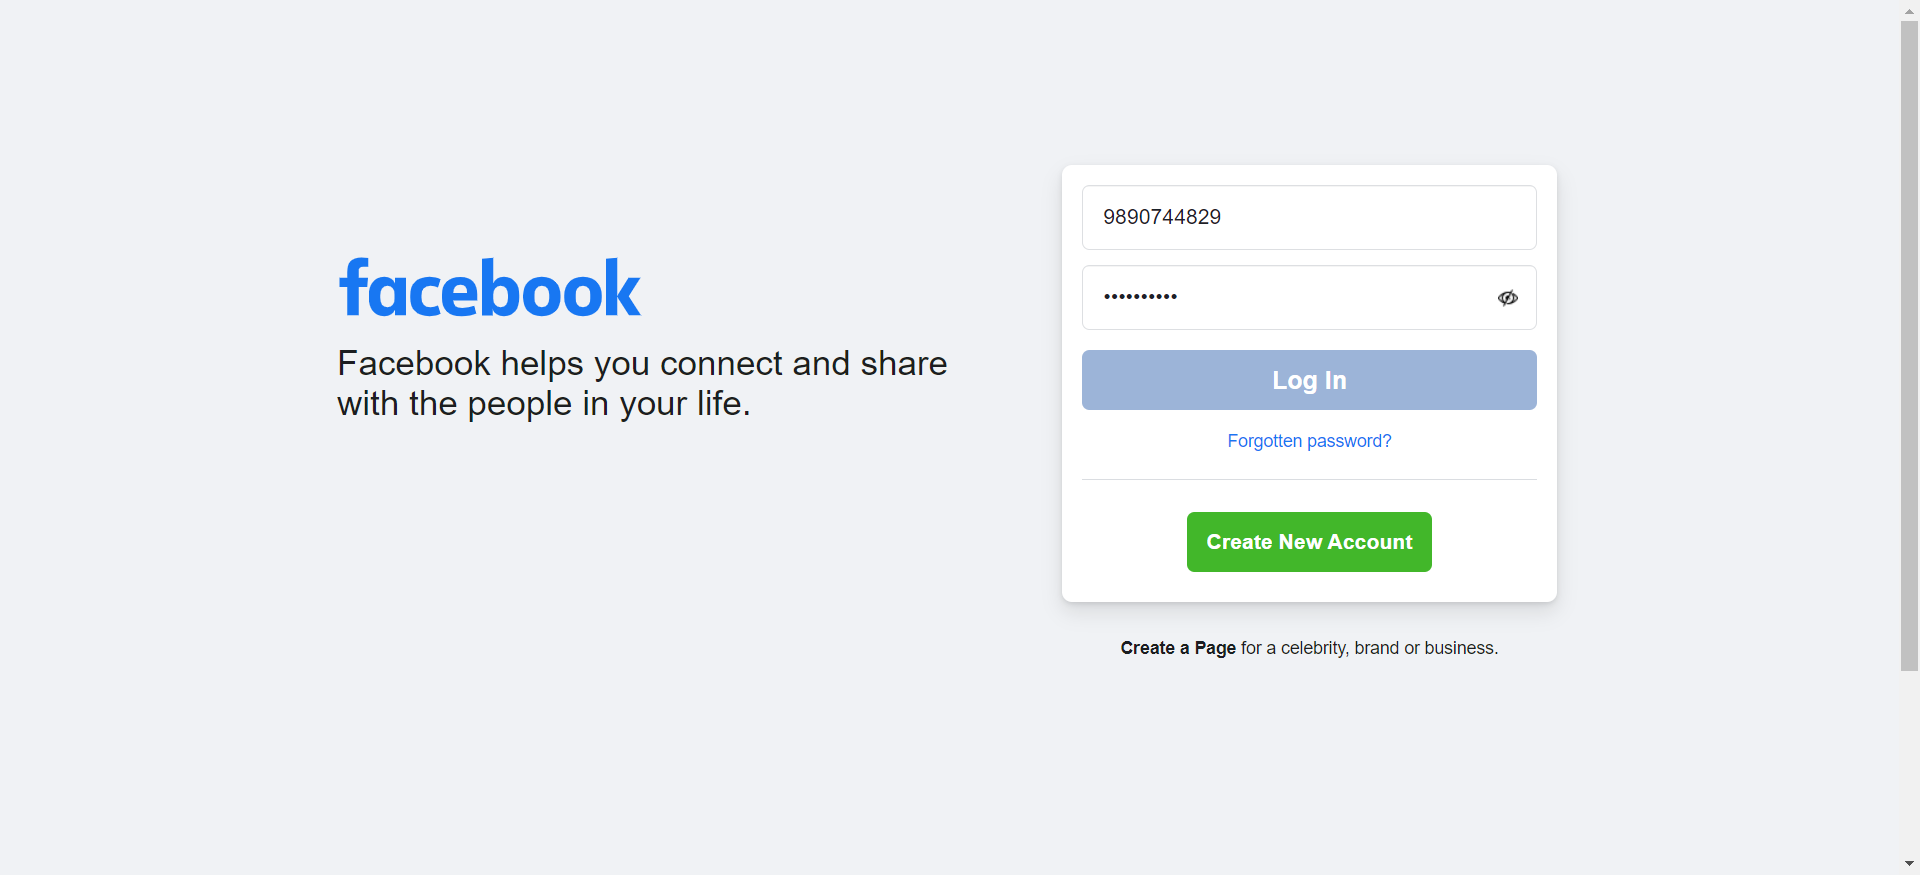 facebook
Facebook helps you connect and share
with the people in your life.
9890744829
••••••••••
Log In
Forgotten password?
Create New Account
Create a Page for a celebrity, brand or business.